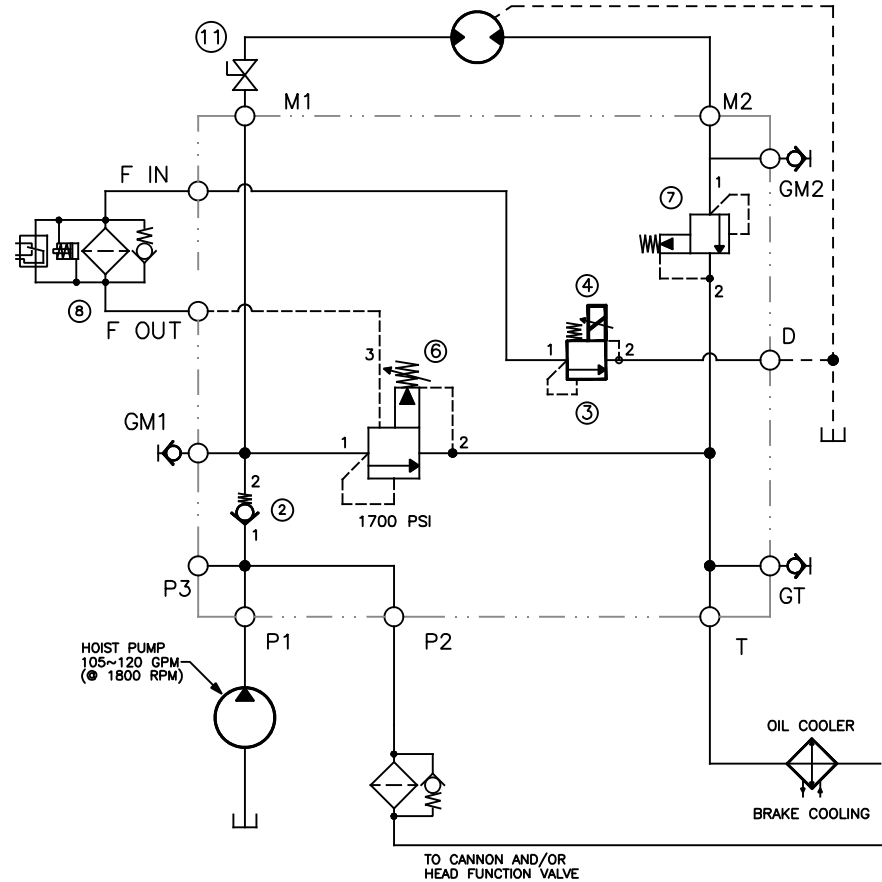 11
M1
M2
F IN
1
GM2
7
8
F OUT
4
2
D
3
6
1
2
3
GM1
1
2
2
2
1
1700 PSI
P3
GT
P1
P2
T
HOIST PUMP
105~120 GPM
(@ 1800 RPM)
OIL COOLER
BRAKE COOLING
TO CANNON AND/OR
HEAD FUNCTION VALVE